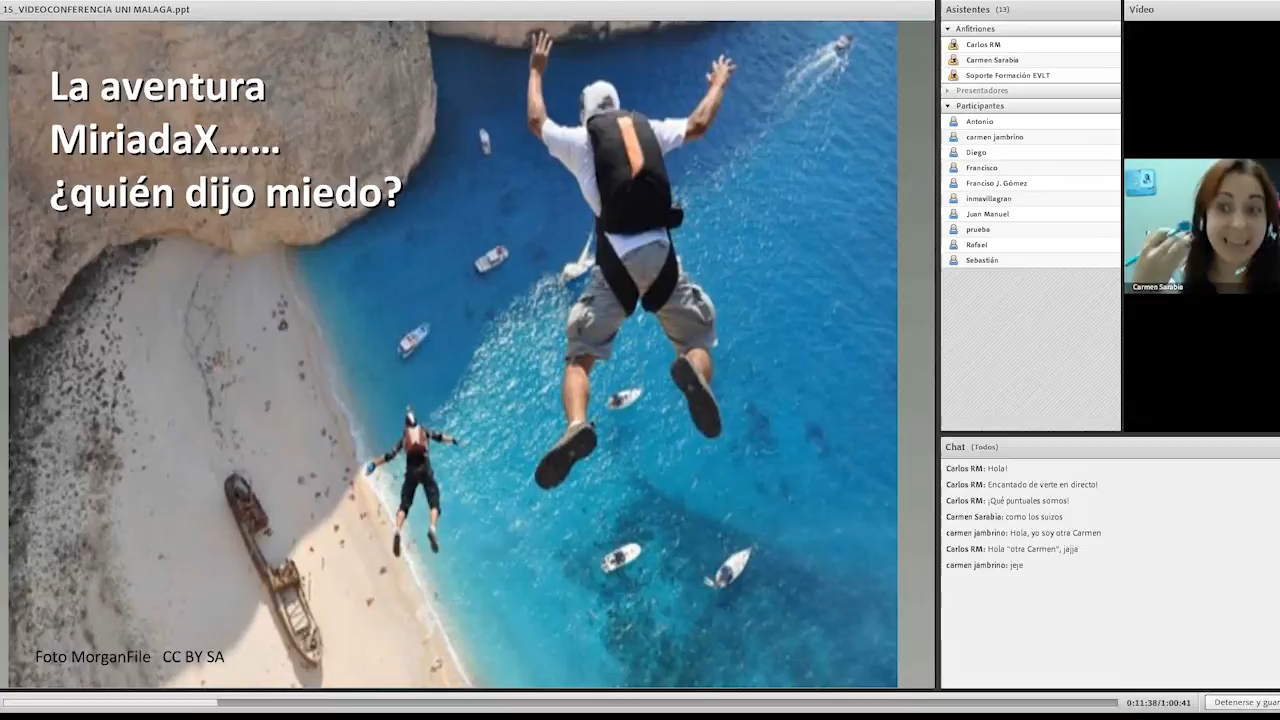 _15_VIDEOCONFERENCIA UNI MALAGA.ppt
La aventura
MiriadaX......
¿quién dijo miedo?
Foto MorganFile CC BY SA
Asistentes (13)
Anfitriones
Carlos RM
Carmen Sarabia
Soporte Formación EVLT
Presentadores
Participantes
Antonio
carmen jambrino
Diego
Francisco
Franciso J. Gómez
inmavillagran
Juan Manuel
prueba
Rafael
Sebastián
Vídeo
Carmen Sarabia
Chat (Todos)
Carlos RM: Hola!
Carlos RM: Encantado de verte en directo!
Carlos RM: ¡Qué puntuales somos!
Carmen Sarabia: como los suizos
carmen jambrino: Hola, yo soy otra Carmen
Carlos RM: Hola "otra Carmen", jajja
carmen jambrino: jeje
0:11:38/1:00:41
Detenerse y guar